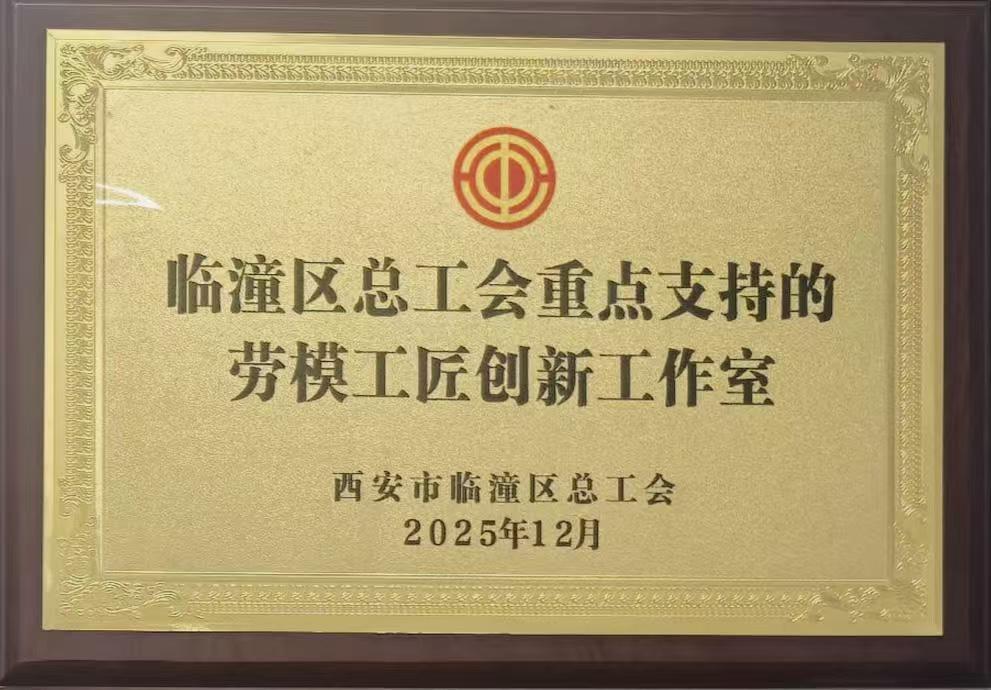 临潼区总工会重点支持的
劳模工匠创新工作室
西安市临潼区总工会
2025年12月